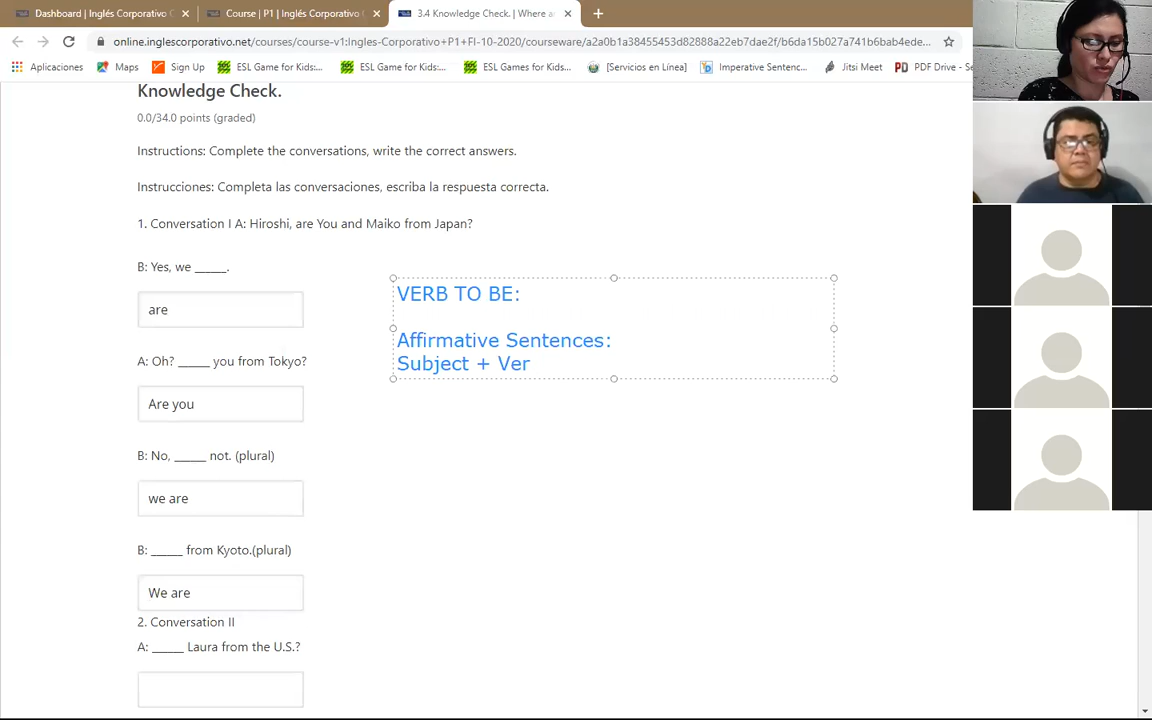 Dashboard | Inglés Corporativo
Course | P1 | Inglés Corporativo
3.4 Knowledge Check. | Where a
online.inglescorporativo.net/courses/course-v1:Ingles-Corporativo+P1+FI-10-2020/courseware/a2a0b1a38455453d82888a22eb7dae2f/b6da15b027a741b6bab4ede...
Aplicaciones
Maps
Sign Up
ESL Game for Kids:...
ESL Game for Kids:...
ESL Games for Kids:...
[Servicios en Línea]
Imperative Sentenc...
Jitsi Meet
PDF Drive - Se
Knowledge Check.
0.0/34.0 points (graded)
Instructions: Complete the conversations, write the correct answers.
Instrucciones: Completa las conversaciones, escriba la respuesta correcta.
1. Conversation I A: Hiroshi, are You and Maiko from Japan?
B: Yes, we ______.
are
A: Oh? ______ you from Tokyo?
Are you
B: No, ______ not. (plural)
we are
B: ______ from Kyoto.(plural)
We are
2. Conversation II
A: ______ Laura from the U.S.?
VERB TO BE:
Affirmative Sentences:
Subject + Ver